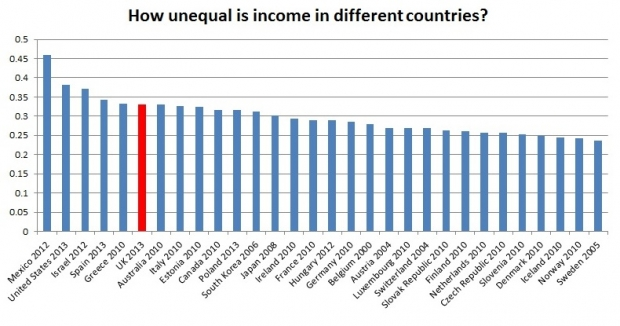 How unequal is income in different countries?
0.5
0.45
0.4
0.35
0.3
0.25
0.2
0.15
0.1
0.05
0
Mexico 2012
United States 2013
Israel 2012
Spain 2013
Greece 2010
UK 2013
Australia 2010
Italy 2010
Estonia 2010
Canada 2010
Poland 2013
South Korea 2006
Japan 2008
Ireland 2010
France 2010
Hungary 2012
Germany 2010
Belgium 2000
Austria 2004
Luxembourg 2010
Switzerland 2004
Slovak Republic 2010
Finland 2010
Netherlands 2010
Czech Republic 2010
Slovenia 2010
Denmark 2010
Iceland 2010
Norway 2010
Sweden 2005